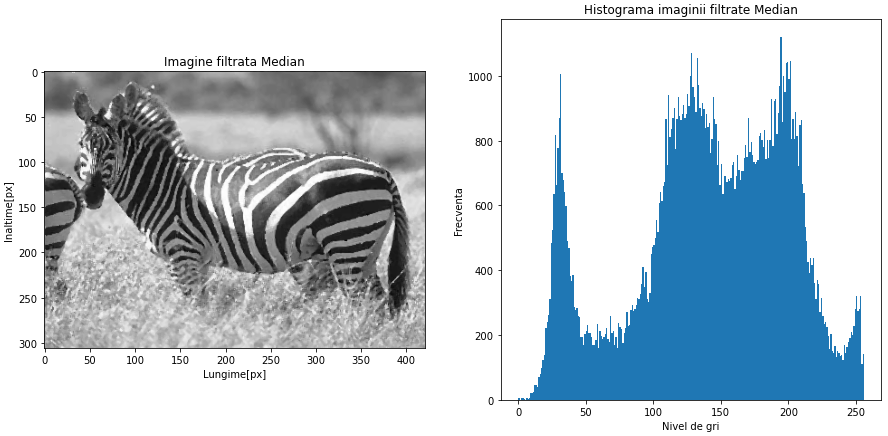 Imagine filtrata Median
0
50
100
150
200
250
300
Inaltime[px]
0 50 100 150 200 250 300 350 400
Lungime[px]
Histograma imaginii filtrate Median
1000
800
600
400
200
0
Frecventa
0 50 100 150 200 250
Nivel de gri